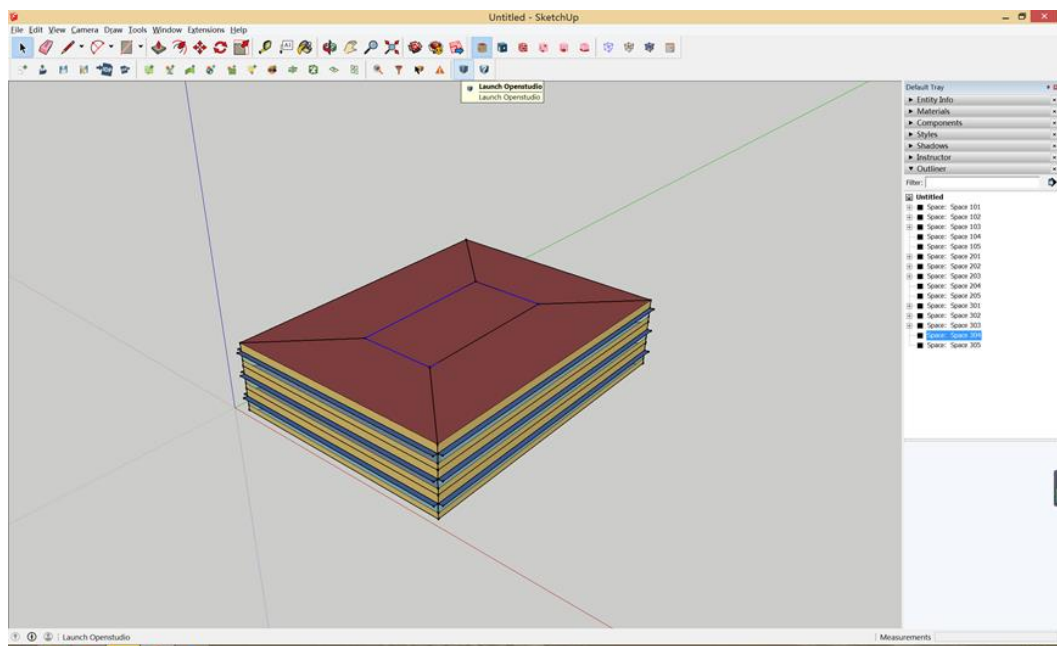 Untitled - SketchUp
File Edit View Camera Draw Tools Window Extensions Help
Launch Openstudio
Launch Openstudio
Default Tray
Entity Info
Materials
Components
Styles
Shadows
Instructor
Outliner
Filter:
Untitled
Space: Space 101
Space: Space 102
Space: Space 103
Space: Space 104
Space: Space 105
Space: Space 201
Space: Space 202
Space: Space 203
Space: Space 204
Space: Space 205
Space: Space 301
Space: Space 302
Space: Space 303
Space: Space 304
Space: Space 305
Launch Openstudio
Measurements